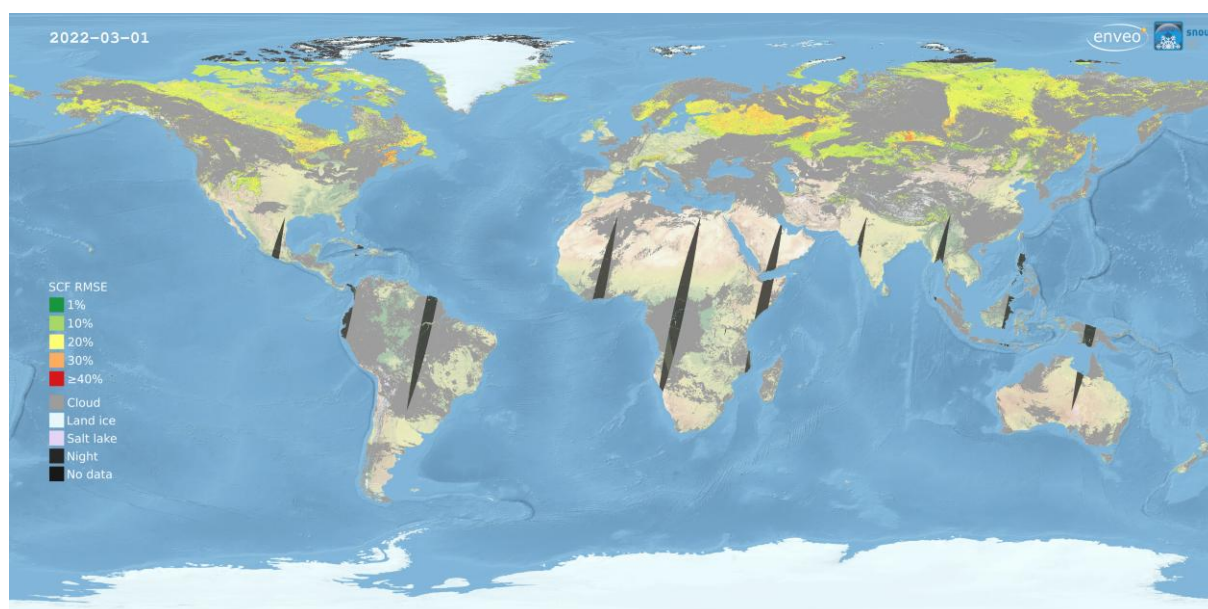 2022-03-01
enveo
snow
SCF RMSE
1%
10%
20%
30%
≥40%
Cloud
Land ice
Salt lake
Night
No data